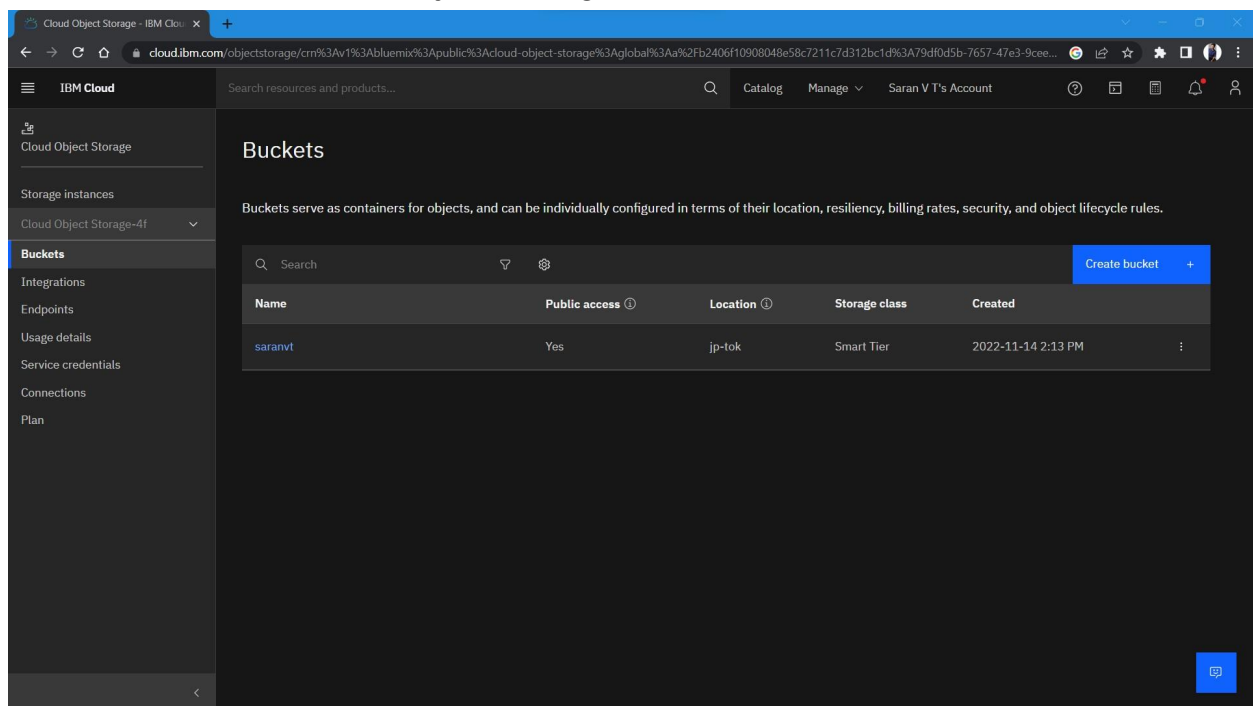 Cloud Object Storage - IBM Clou
cloud.ibm.com/objectstorage/crn%3Av1%3Abluemix%3Apublic%3Acloud-object-storage%3Aglobal%3Aa%2Fb2406f10908048e58c7211c7d312bc1d%3A79df0d5b-7657-47e3-9cee...
IBM Cloud
Search resources and products...
Catalog
Manage
Saran V T's Account
Cloud Object Storage
Storage instances
Cloud Object Storage-4f
Buckets
Integrations
Endpoints
Usage details
Service credentials
Connections
Plan
Buckets
Buckets serve as containers for objects, and can be individually configured in terms of their location, resiliency, billing rates, security, and object lifecycle rules.
Search
Create bucket +
Name Public access Location Storage class Created
saranvt Yes jp-tok Smart Tier 2022-11-14 2:13 PM